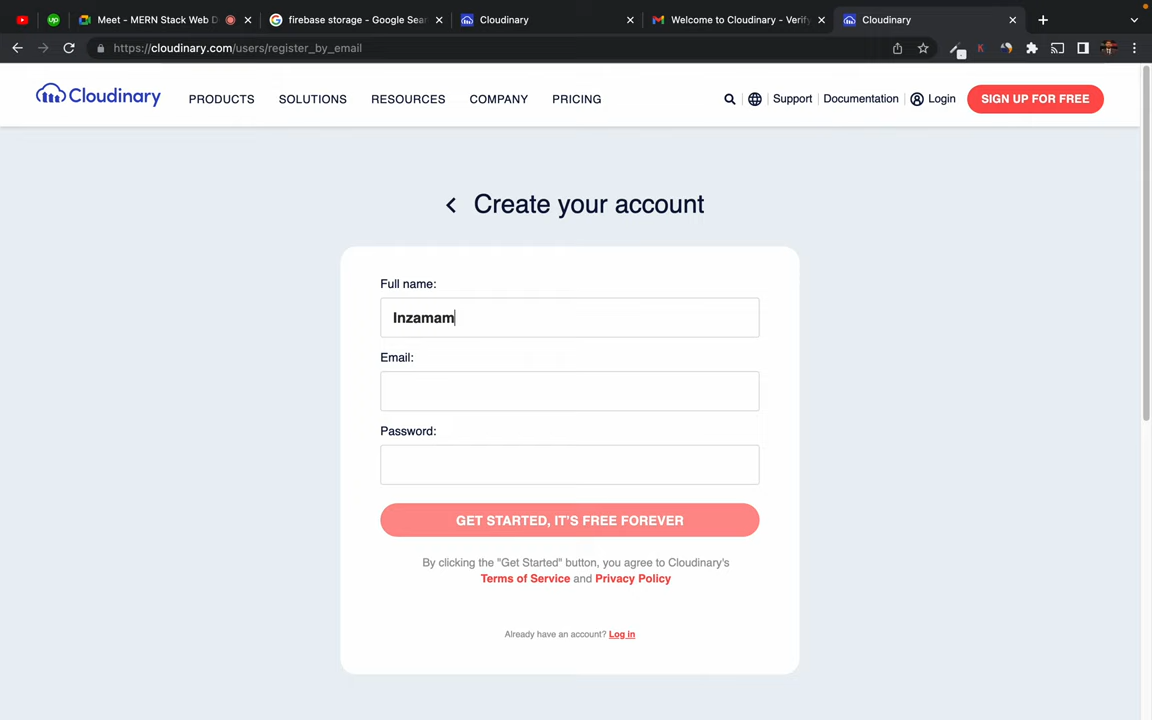 Meet - MERN Stack Web D
firebase storage - Google Sear
Cloudinary
Welcome to Cloudinary - Verify
Cloudinary
https://cloudinary.com/users/register_by_email
Cloudinary
PRODUCTS
SOLUTIONS
RESOURCES
COMPANY
PRICING
Support
Documentation
Login
SIGN UP FOR FREE
Create your account
Full name:
Inzamam
Email:
Password:
GET STARTED, IT'S FREE FOREVER
By clicking the "Get Started" button, you agree to Cloudinary's
Terms of Service and Privacy Policy
Already have an account? Log in